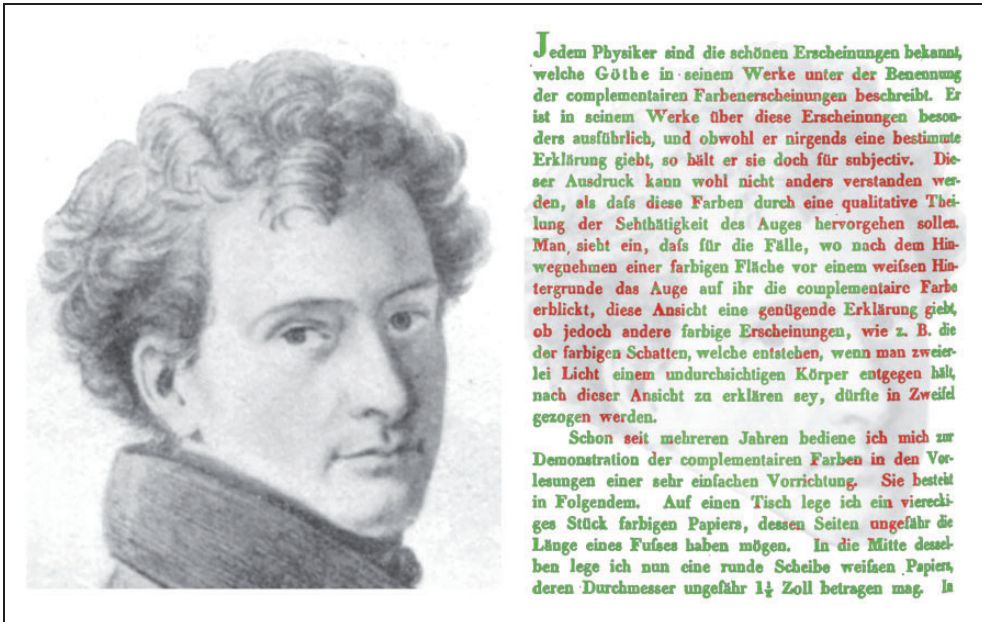 Jedem Physiker sind die schönen Erscheinungen bekannt,
welche Göthe in seinem Werke unter der Benennung
der complementairen Farbenerscheinungen beschreibt. Er
ist in seinem Werke über diese Erscheinungen beson-
ders ausführlich, und obwohl er nirgends eine bestimmte
Erklärung giebt, so hält er sie doch für subjectiv. Die-
ser Ausdruck kann wohl nicht anders verstanden wer-
den, als daſs diese Farben durch eine qualitative Thei-
lung der Sehthätigkeit des Auges hervorgehen sollen.
Man sieht ein, daſs für die Fälle, wo nach dem Hin-
wegnehmen einer farbigen Fläche vor einem weiſsen Hin-
tergrunde das Auge auf ihr die complementaire Farbe
erblickt, diese Ansicht eine genügende Erklärung giebt,
ob jedoch andere farbige Erscheinungen, wie z. B. die
der farbigen Schatten, welche entstehen, wenn man zweier-
lei Licht einem undurchsichtigen Körper entgegen hält,
nach dieser Ansicht zu erklären sey, dürfte in Zweifel
gezogen werden.
Schon seit mehreren Jahren bediene ich mich zur
Demonstration der complementairen Farben in den Vor-
lesungen einer sehr einfachen Vorrichtung. Sie besteht
in Folgendem. Auf einen Tisch lege ich ein vierecki-
ges Stück farbigen Papiers, dessen Seiten ungefähr die
Länge eines Fuſses haben mögen. In die Mitte dessel-
ben lege ich nun eine runde Scheibe weiſsen Papiers,
deren Durchmesser ungefähr 1½ Zoll betragen mag. In